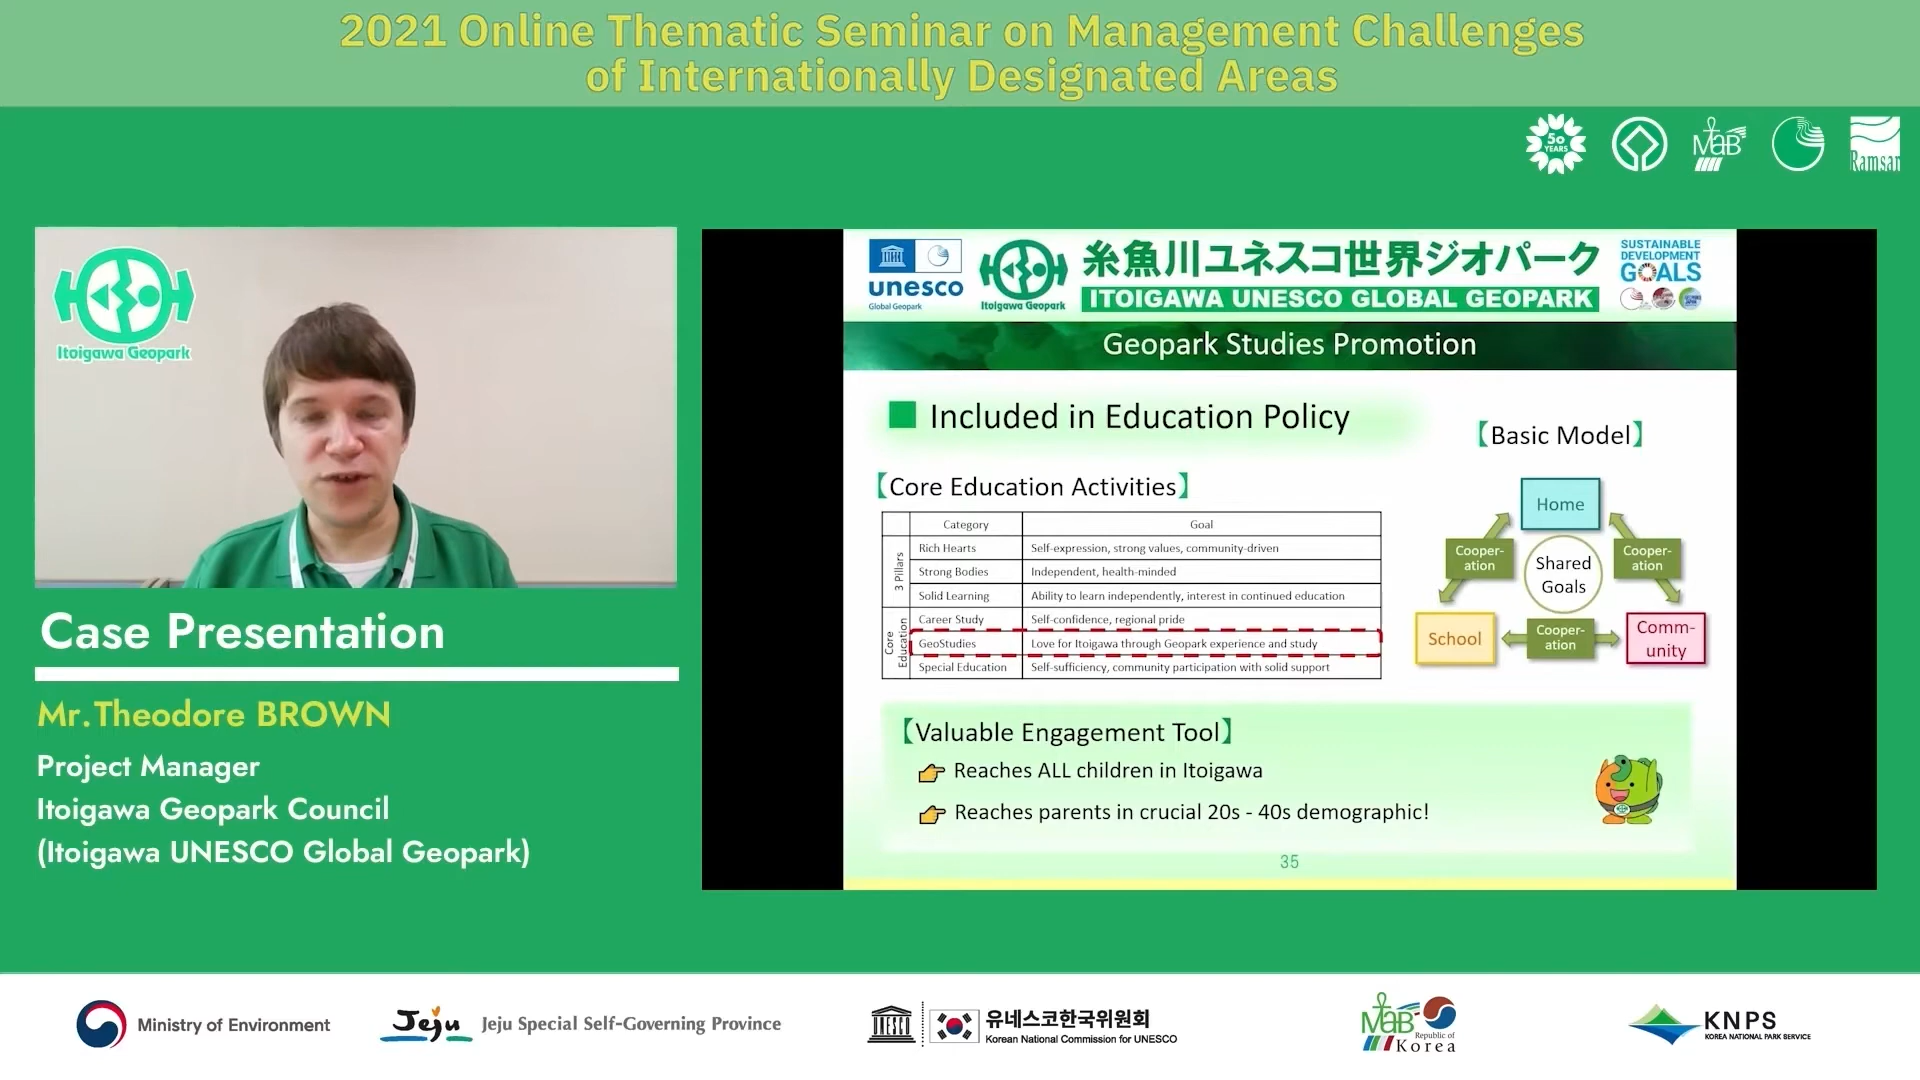 2021 Online Thematic Seminar on Management Challenges
of Internationally Designated Areas
50
YEARS
MaB
Ramsar
Itoigawa Geopark
Case Presentation
Mr.Theodore BROWN
Project Manager
Itoigawa Geopark Council
(Itoigawa UNESCO Global Geopark)
unesco
Global Geopark
Itoigawa Geopark
糸魚川ユネスコ世界ジオパーク
ITOIGAWA UNESCO GLOBAL GEOPARK
SUSTAINABLE
DEVELOPMENT
GOALS
Geopark Studies Promotion
Included in Education Policy
【Core Education Activities】
Category Goal
3 Pillars
Rich Hearts Self-expression, strong values, community-driven
Strong Bodies Independent, health-minded
Solid Learning Ability to learn independently, interest in continued education
Core
Education
Career Study Self-confidence, regional pride
GeoStudies Love for Itoigawa through Geopark experience and study
Special Education Self-sufficiency, community participation with solid support
【Basic Model】
Home
Cooper-
ation
Shared
Goals
Cooper-
ation
School
Cooper-
ation
Comm-
unity
【Valuable Engagement Tool】
Reaches ALL children in Itoigawa
Reaches parents in crucial 20s - 40s demographic!
35
Ministry of Environment
Jeju
Jeju Special Self-Governing Province
UNESCO
유네스코한국위원회
Korean National Commission for UNESCO
MaB
Republic of
Korea
KNPS
KOREA NATIONAL PARK SERVICE